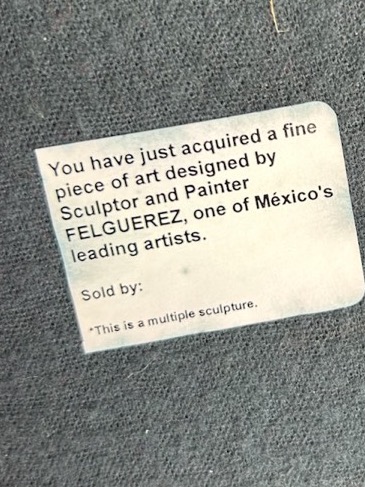 You have just acquired a fine
piece of art designed by
Sculptor and Painter
FELGUEREZ, one of México's
leading artists.
Sold by:
*This is a multiple sculpture.